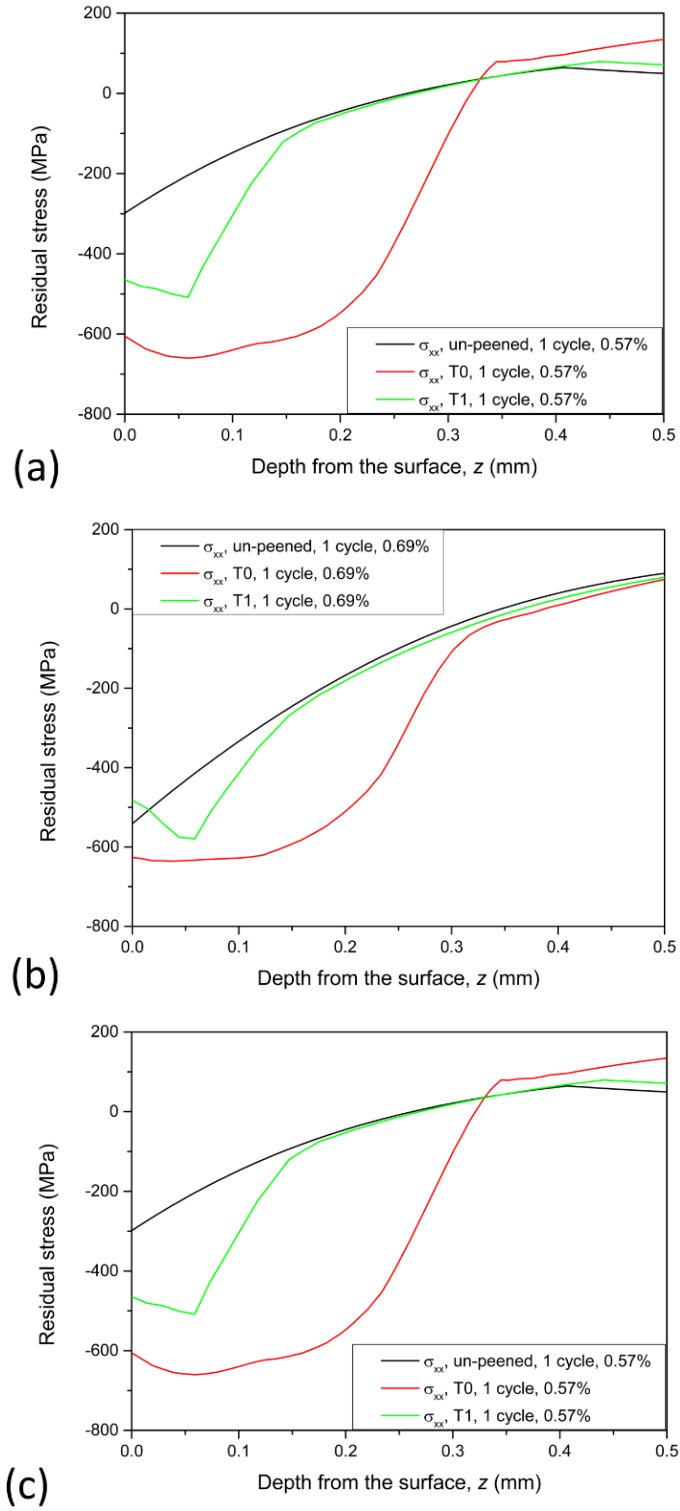 200
0
-200
-400
-600
-800
Residual stress (MPa)
σxx, un-peened, 1 cycle, 0.57%
σxx, T0, 1 cycle, 0.57%
σxx, T1, 1 cycle, 0.57%
0.0 0.1 0.2 0.3 0.4 0.5
Depth from the surface, z (mm)
(a)
200
0
-200
-400
-600
-800
Residual stress (MPa)
σxx, un-peened, 1 cycle, 0.69%
σxx, T0, 1 cycle, 0.69%
σxx, T1, 1 cycle, 0.69%
0.0 0.1 0.2 0.3 0.4 0.5
Depth from the surface, z (mm)
(b)
200
0
-200
-400
-600
-800
Residual stress (MPa)
σxx, un-peened, 1 cycle, 0.57%
σxx, T0, 1 cycle, 0.57%
σxx, T1, 1 cycle, 0.57%
0.0 0.1 0.2 0.3 0.4 0.5
Depth from the surface, z (mm)
(c)